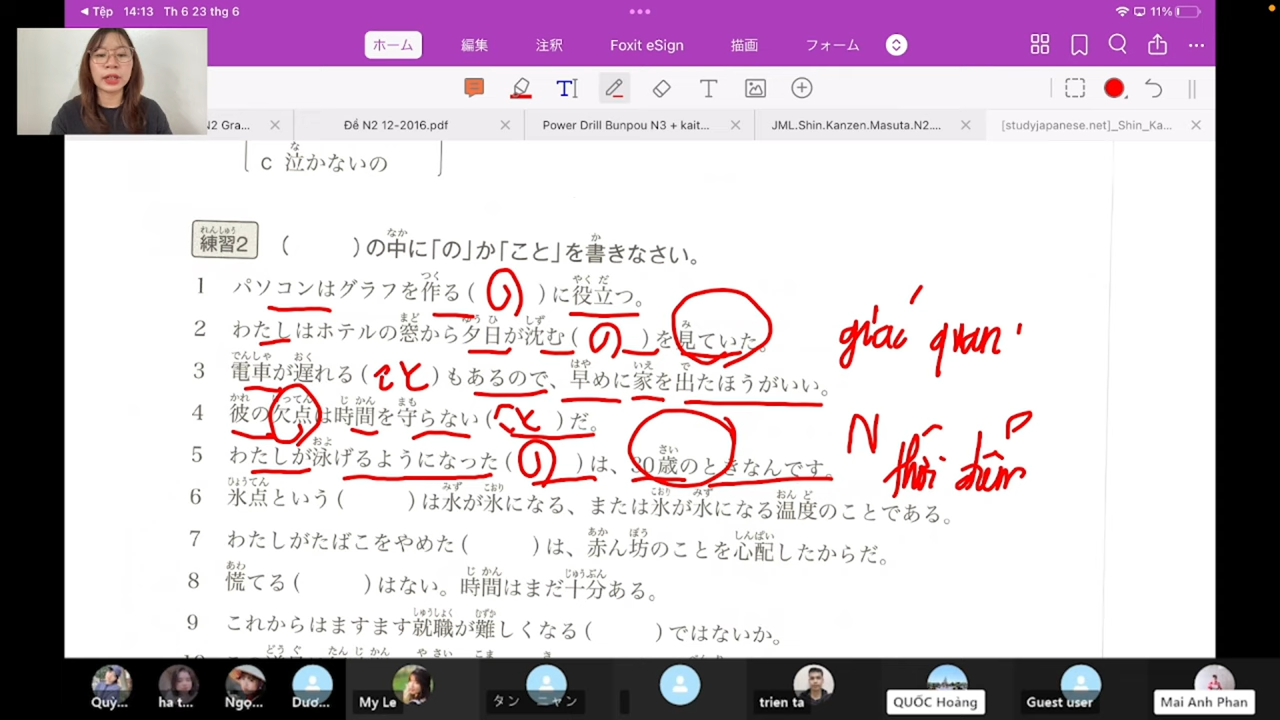 Tệp 14:13 Th 6 23 thg 6
11%
ホーム 編集 注釈 Foxit eSign 描画 フォーム
N2 Gra... Đề N2 12-2016.pdf Power Drill Bunpou N3 + kait... JML.Shin.Kanzen.Masuta.N2.... [studyjapanese.net]_Shin_Ka...
c 泣かないの
練習2 ( )の中に「の」か「こと」を書きなさい。
1 パソコンはグラフを作る( の )に役立つ。
2 わたしはホテルの窓から夕日が沈む( の )を見ていた。
giác quan
3 電車が遅れる( こと )もあるので、早めに家を出たほうがいい。
4 彼の欠点は時間を守らない( こと )だ。
N
thời điểm
5 わたしが泳げるようになった( の )は、30歳のときなんです。
6 氷点という( )は水が氷になる、または氷が水になる温度のことである。
7 わたしがたばこをやめた( )は、赤ん坊のことを心配したからだ。
8 慌てる( )はない。時間はまだ十分ある。
9 これからはますます就職が難しくなる( )ではないか。
Quỳ... ha t... Ngọ... Dươ... My Le タン ニャン trien ta QUỐC Hoàng Guest user Mai Anh Phan